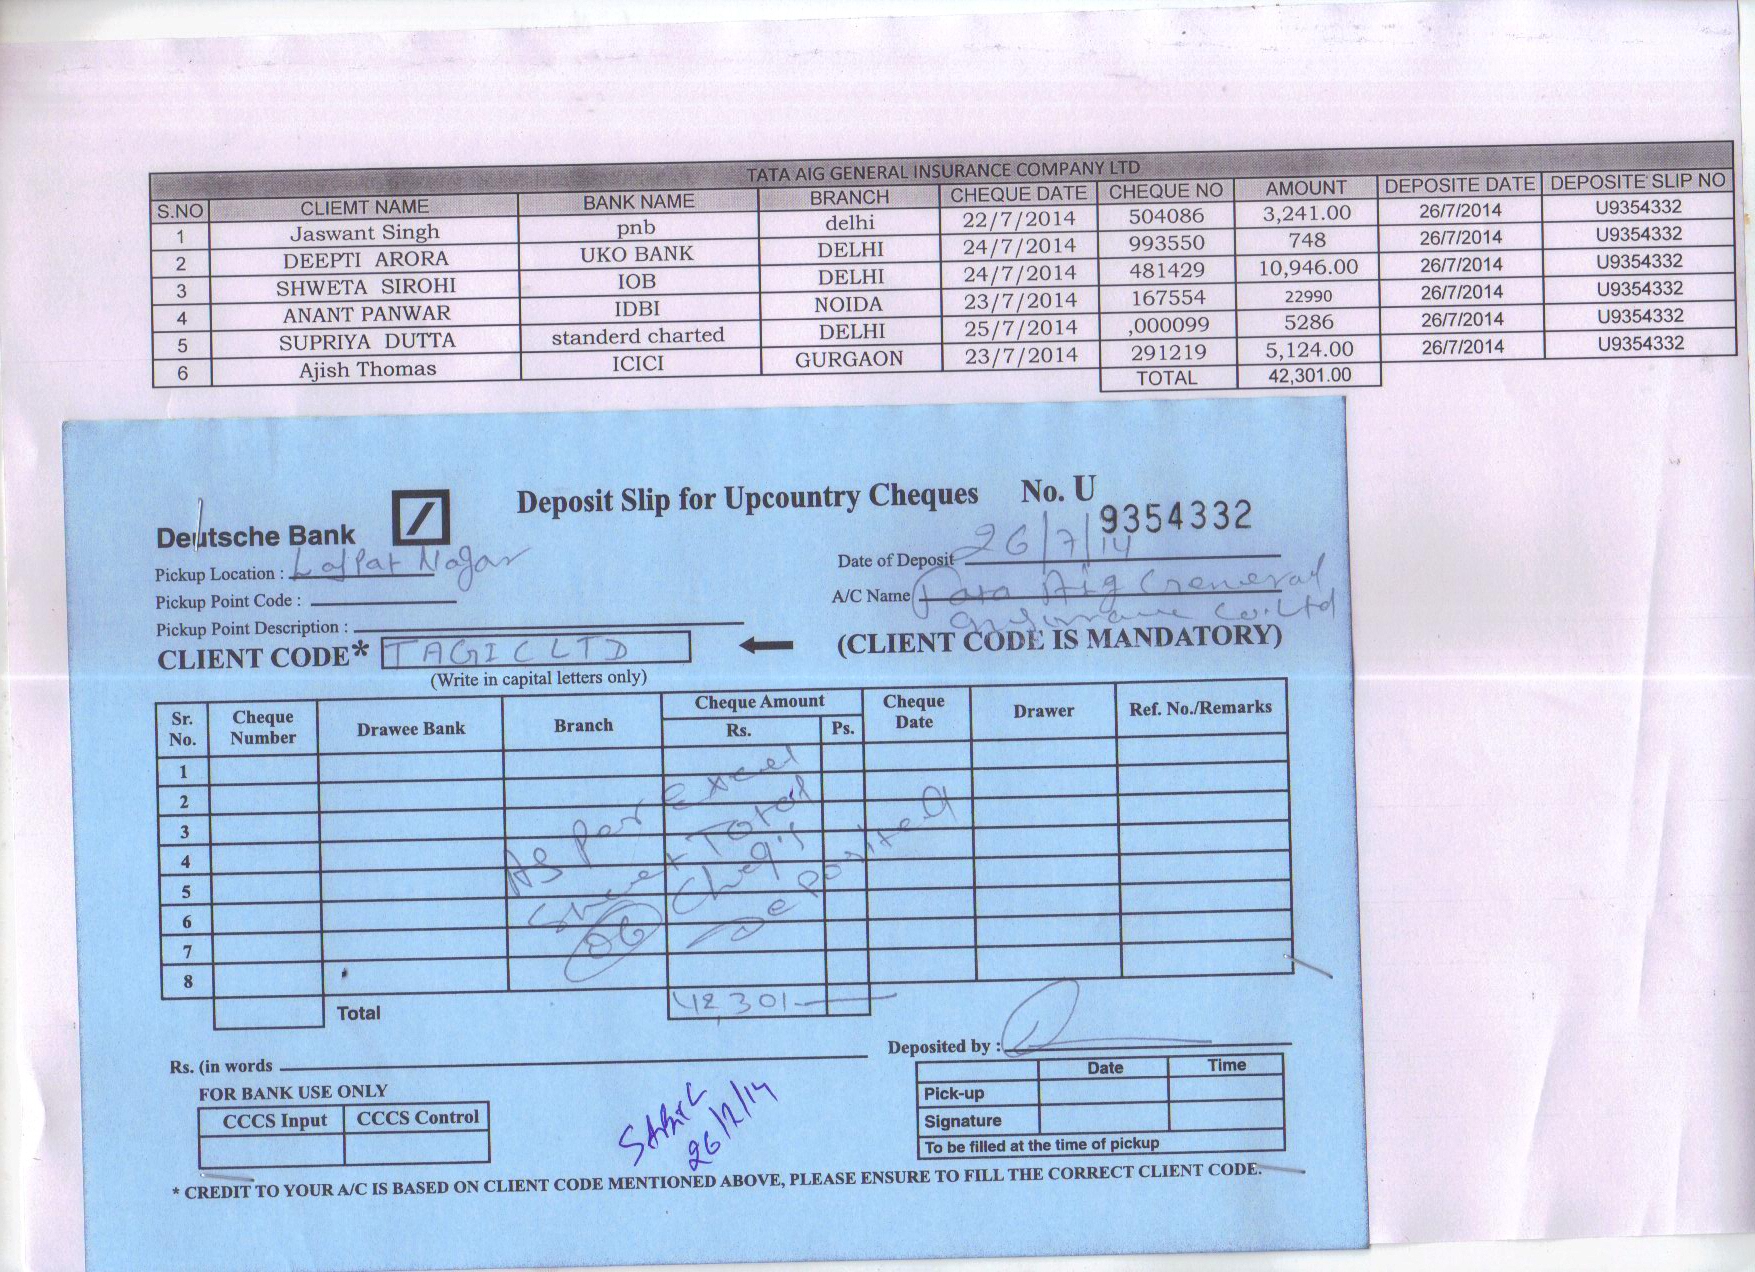 TATA AIG GENERAL INSURANCE COMPANY LTD
S.NO CLIEMT NAME BANK NAME BRANCH CHEQUE DATE CHEQUE NO AMOUNT DEPOSITE DATE DEPOSITE SLIP NO
1 Jaswant Singh pnb delhi 22/7/2014 504086 3,241.00 26/7/2014 U9354332
2 DEEPTI ARORA UKO BANK DELHI 24/7/2014 993550 748 26/7/2014 U9354332
3 SHWETA SIROHI IOB DELHI 24/7/2014 481429 10,946.00 26/7/2014 U9354332
4 ANANT PANWAR IDBI NOIDA 23/7/2014 167554 22990 26/7/2014 U9354332
5 SUPRIYA DUTTA standerd charted DELHI 25/7/2014 ,000099 5286 26/7/2014 U9354332
6 Ajish Thomas ICICI GURGAON 23/7/2014 291219 5,124.00 26/7/2014 U9354332
TOTAL 42,301.00
Deposit Slip for Upcountry Cheques No. U 9354332
Deutsche Bank
Date of Deposit 26/7/14
Pickup Location : Lajpat Nagar
A/C Name Tata Aig General
Pickup Point Code :
Co. Ltd
Pickup Point Description :
CLIENT CODE* TAGICLTD (CLIENT CODE IS MANDATORY)
(Write in capital letters only)
Sr. No. Cheque Number Drawee Bank Branch Cheque Amount Rs. Ps. Cheque Date Drawer Ref. No./Remarks
1
2
3
4
5
6
7
8
As Per Excel
Sheet Total
06 Cheq's
Deposited
Total 42,301
Deposited by :
Rs. (in words
Date Time
FOR BANK USE ONLY
Pick-up
CCCS Input CCCS Control
Signature
To be filled at the time of pickup
* CREDIT TO YOUR A/C IS BASED ON CLIENT CODE MENTIONED ABOVE, PLEASE ENSURE TO FILL THE CORRECT CLIENT CODE.